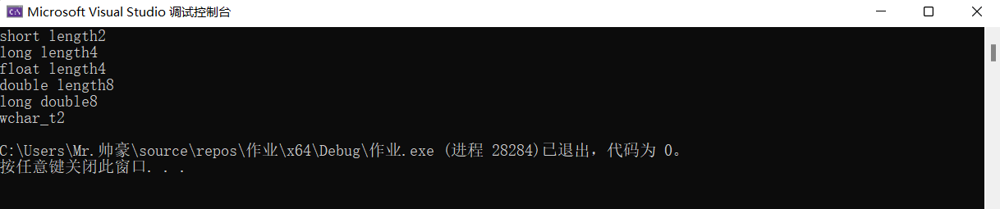 Microsoft Visual Studio 调试控制台
short length2
long length4
float length4
double length8
long double8
wchar_t2
C:\Users\Mr.帅豪\source\repos\作业\x64\Debug\作业.exe (进程 28284)已退出，代码为 0。
按任意键关闭此窗口. . .